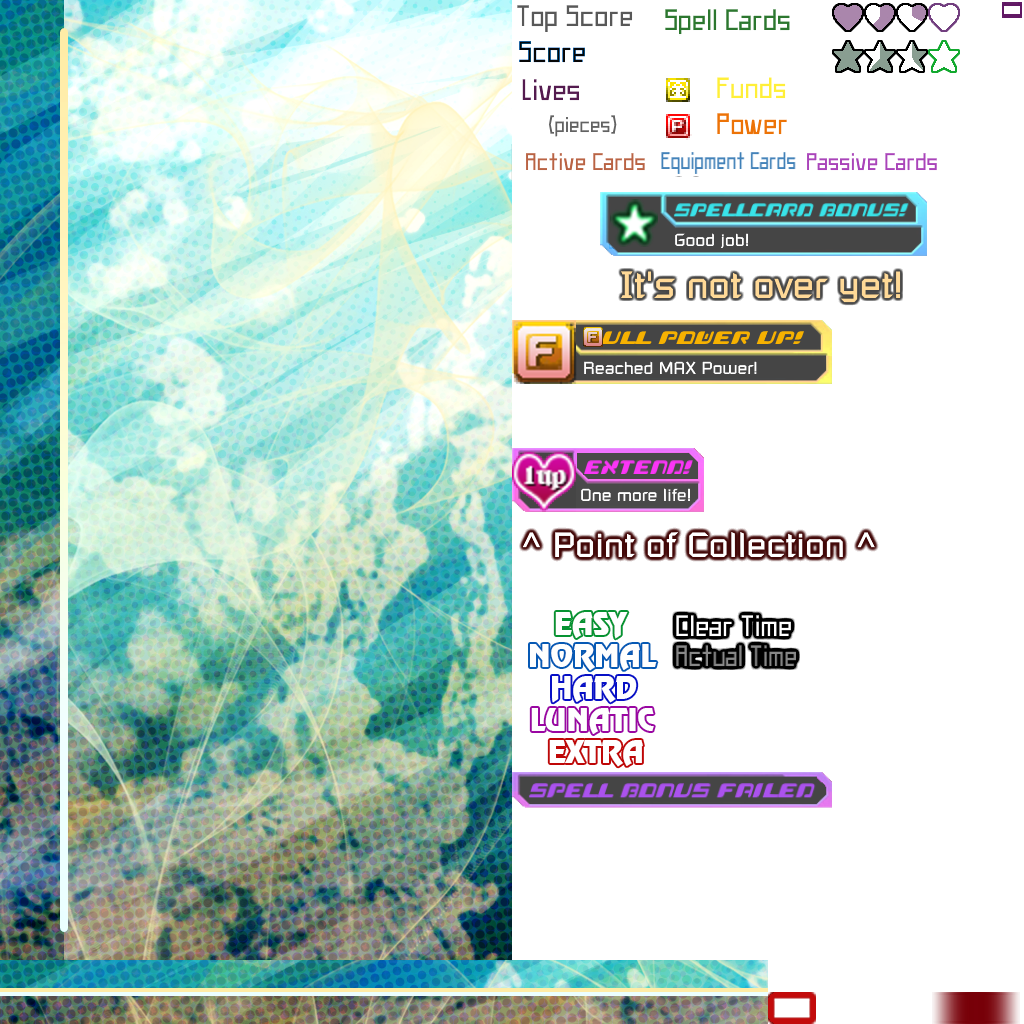 Top Score
Spell Cards
Score
Lives
Funds
(pieces)
P
Power
Active Cards
Equipment Cards
Passive Cards
SPELLCARD BONUS!
Good job!
It's not over yet!
F
FULL POWER UP!
Reached MAX Power!
1up
EXTEND!
One more life!
^ Point of Collection ^
EASY
NORMAL
HARD
LUNATIC
EXTRA
Clear Time
Actual Time
SPELL BONUS FAILED